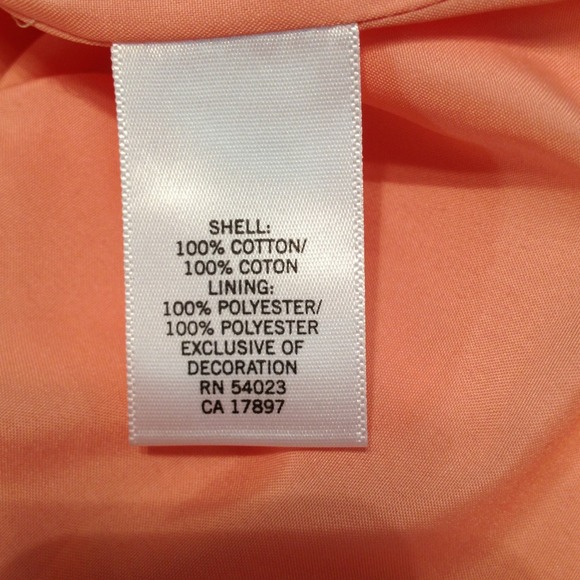 SHELL:
100% COTTON/
100% COTON
LINING:
100% POLYESTER/
100% POLYESTER
EXCLUSIVE OF
DECORATION
RN 54023
CA 17897